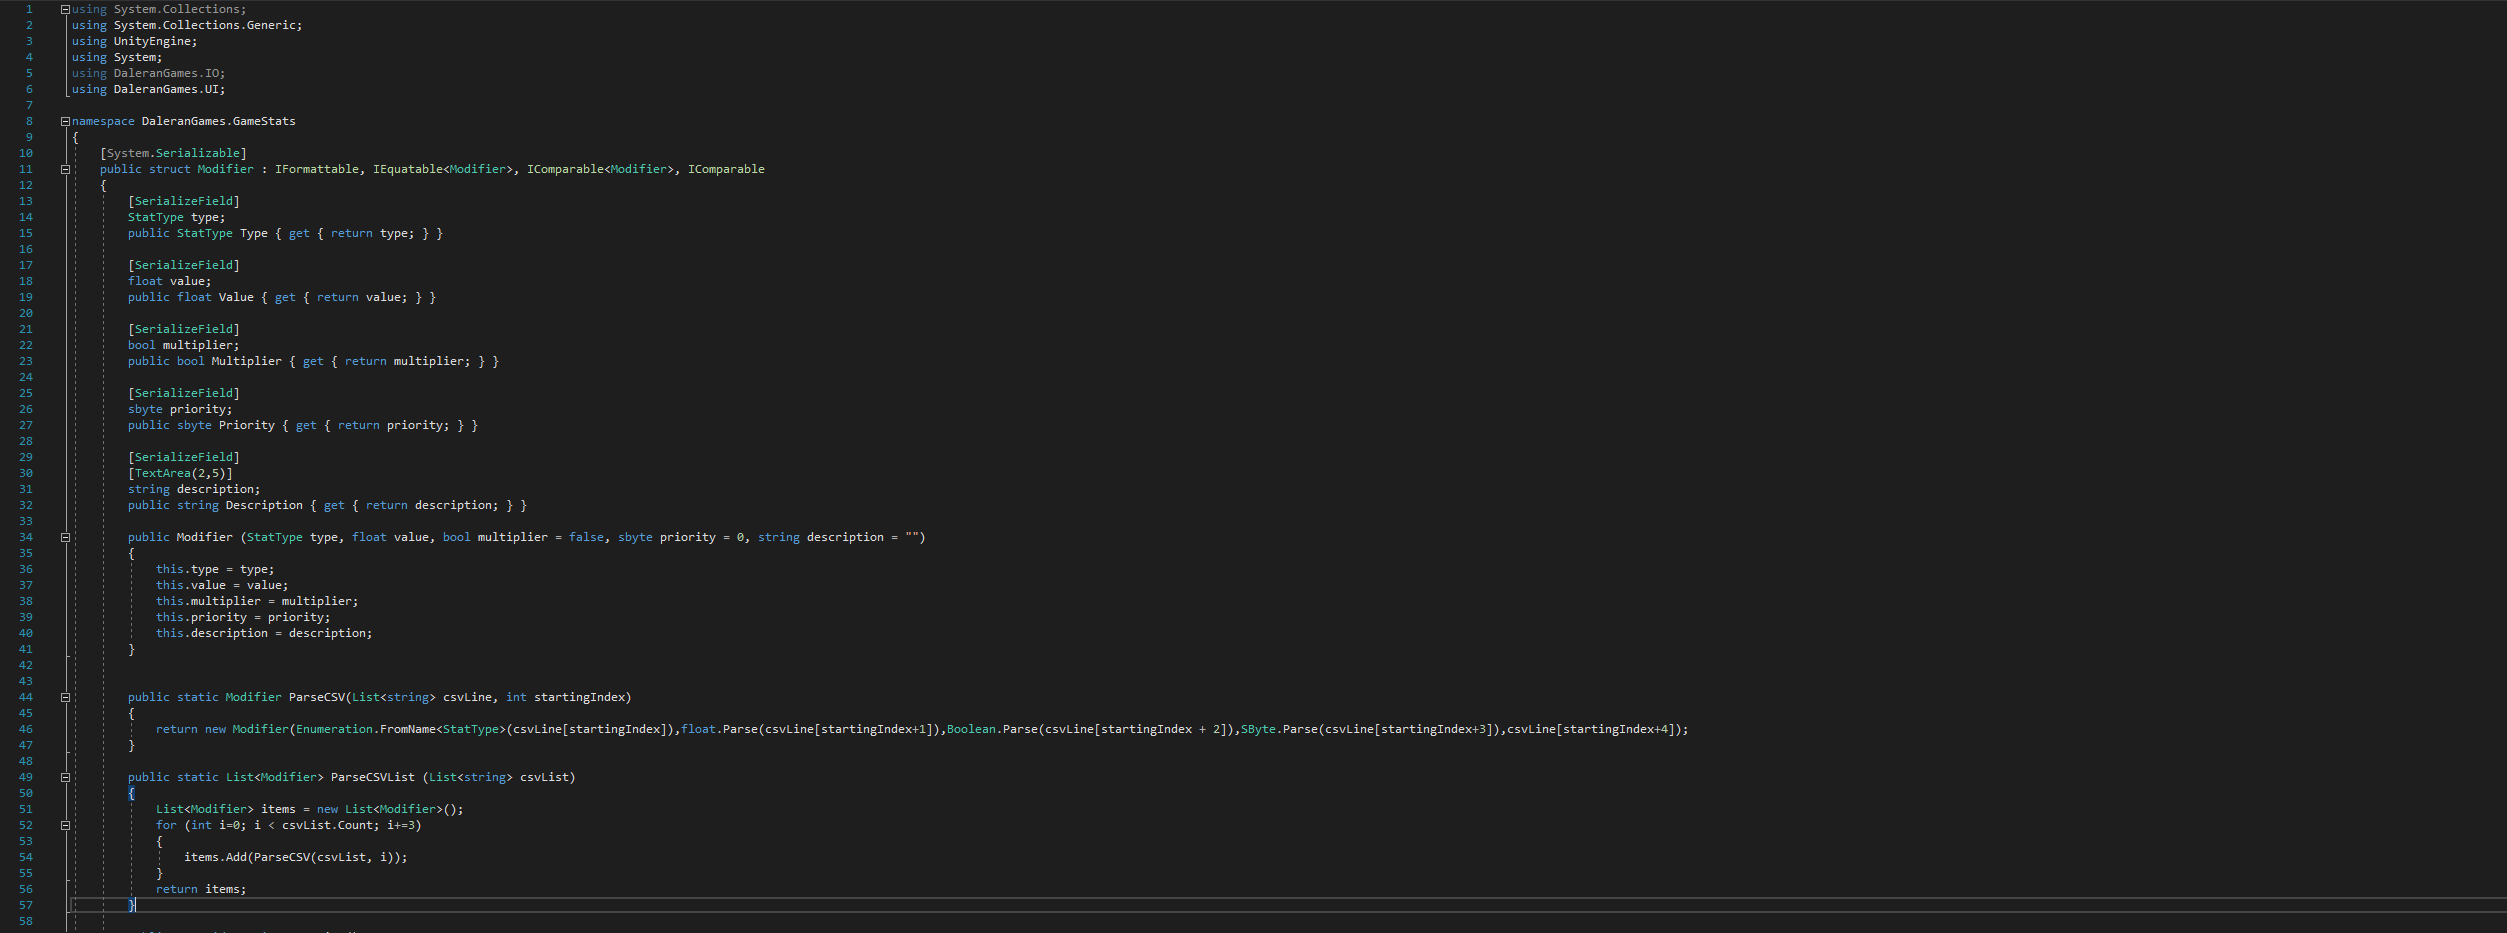 1 using System.Collections;
2 using System.Collections.Generic;
3 using UnityEngine;
4 using System;
5 using DaleranGames.IO;
6 using DaleranGames.UI;
7
8 namespace DaleranGames.GameStats
9 {
10     [System.Serializable]
11     public struct Modifier : IFormattable, IEquatable<Modifier>, IComparable<Modifier>, IComparable
12     {
13         [SerializeField]
14         StatType type;
15         public StatType Type { get { return type; } }
16
17         [SerializeField]
18         float value;
19         public float Value { get { return value; } }
20
21         [SerializeField]
22         bool multiplier;
23         public bool Multiplier { get { return multiplier; } }
24
25         [SerializeField]
26         sbyte priority;
27         public sbyte Priority { get { return priority; } }
28
29         [SerializeField]
30         [TextArea(2,5)]
31         string description;
32         public string Description { get { return description; } }
33
34         public Modifier (StatType type, float value, bool multiplier = false, sbyte priority = 0, string description = "")
35         {
36             this.type = type;
37             this.value = value;
38             this.multiplier = multiplier;
39             this.priority = priority;
40             this.description = description;
41         }
42
43
44         public static Modifier ParseCSV(List<string> csvLine, int startingIndex)
45         {
46             return new Modifier(Enumeration.FromName<StatType>(csvLine[startingIndex]),float.Parse(csvLine[startingIndex+1]),Boolean.Parse(csvLine[startingIndex + 2]),SByte.Parse(csvLine[startingIndex+3]),csvLine[startingIndex+4]);
47         }
48
49         public static List<Modifier> ParseCSVList (List<string> csvList)
50         {
51             List<Modifier> items = new List<Modifier>();
52             for (int i=0; i < csvList.Count; i+=3)
53             {
54                 items.Add(ParseCSV(csvList, i));
55             }
56             return items;
57         }
58